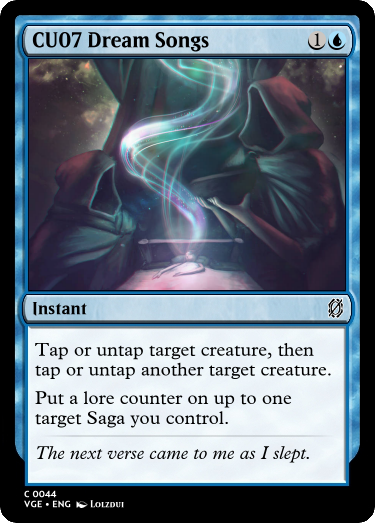 CU07 Dream Songs
1
Instant
Tap or untap target creature, then
tap or untap another target creature.
Put a lore counter on up to one
target Saga you control.
The next verse came to me as I slept.
C 0044
VGE • ENG Lolzdui